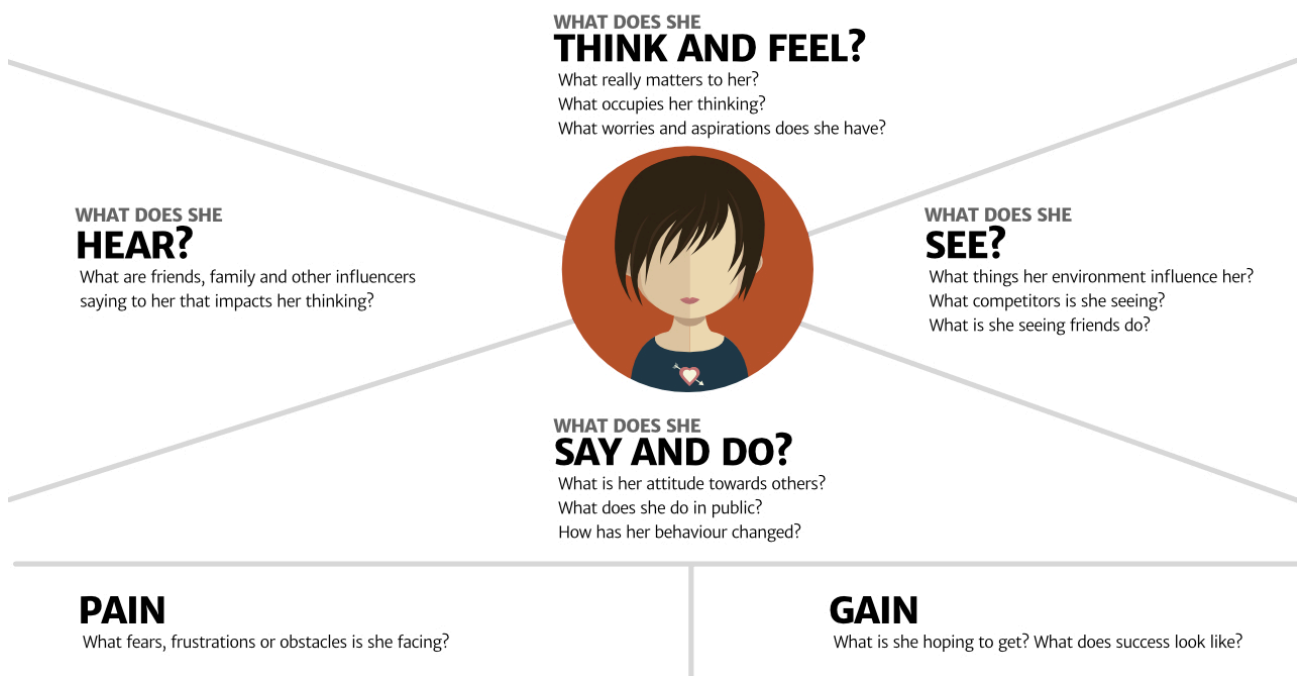 WHAT DOES SHE
THINK AND FEEL?
What really matters to her?
What occupies her thinking?
What worries and aspirations does she have?
WHAT DOES SHE
HEAR?
What are friends, family and other influencers
saying to her that impacts her thinking?
WHAT DOES SHE
SEE?
What things her environment influence her?
What competitors is she seeing?
What is she seeing friends do?
WHAT DOES SHE
SAY AND DO?
What is her attitude towards others?
What does she do in public?
How has her behaviour changed?
PAIN
What fears, frustrations or obstacles is she facing?
GAIN
What is she hoping to get? What does success look like?